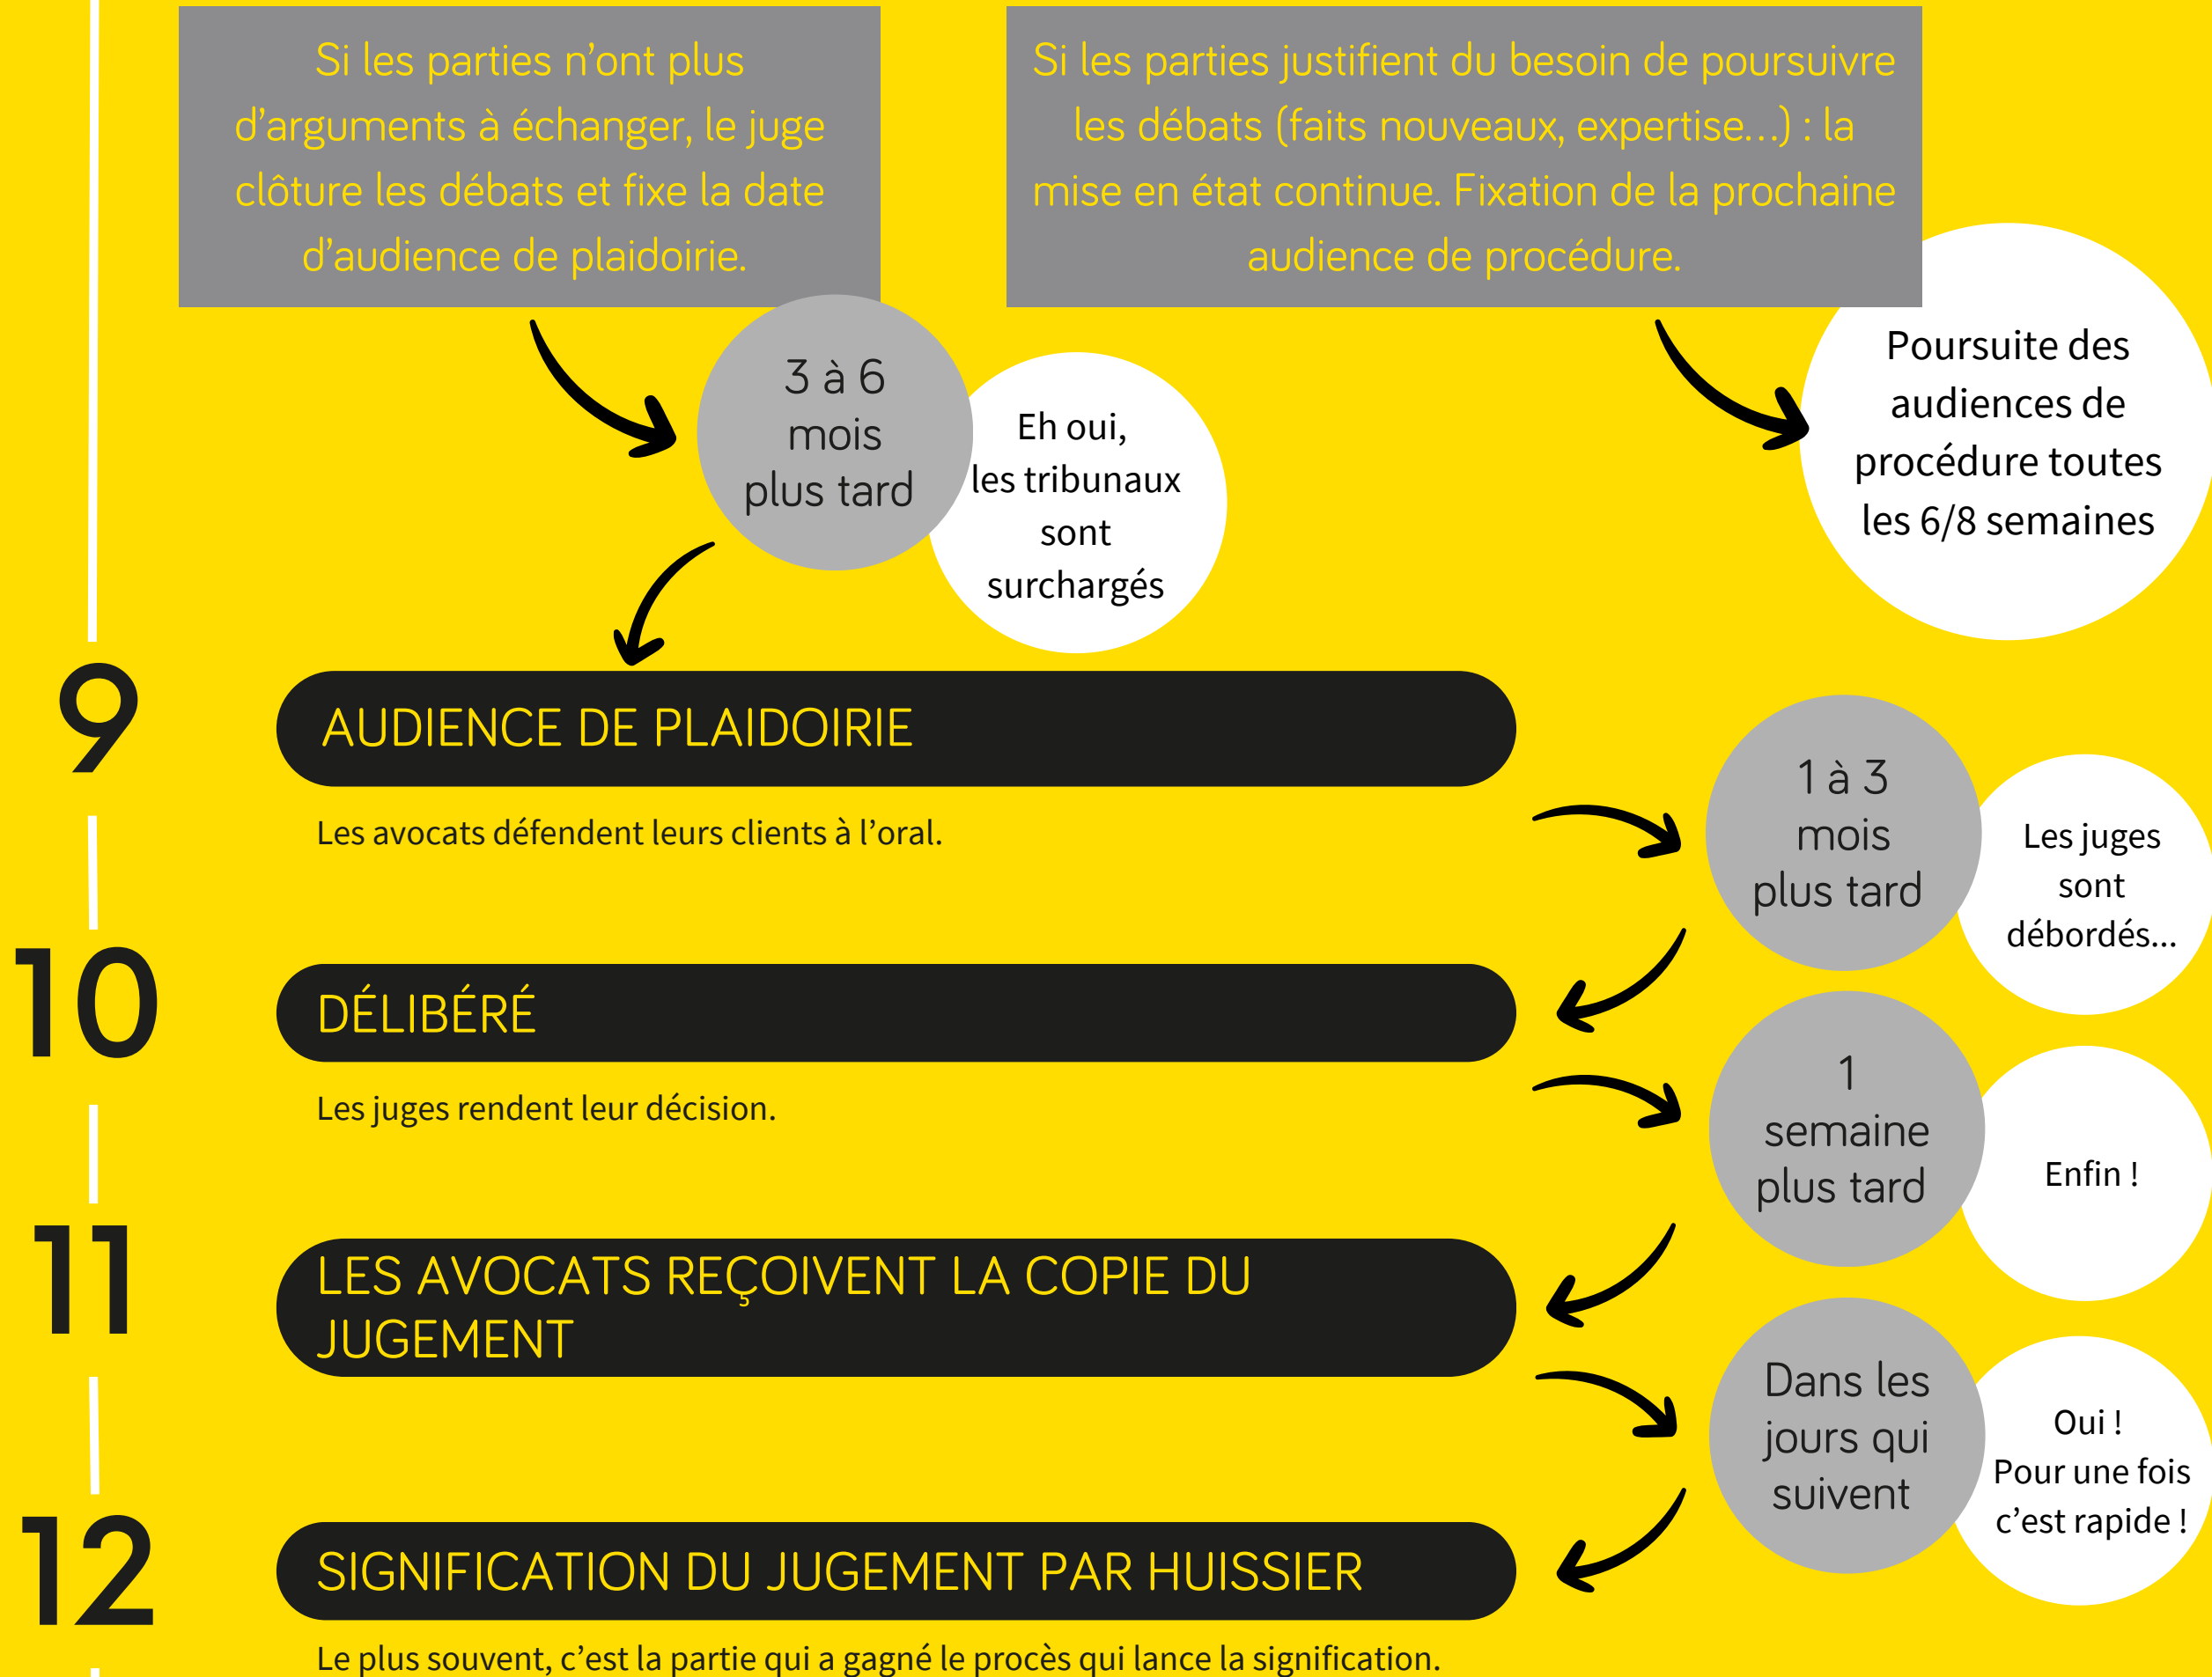 Si les parties n’ont plus
d’arguments à échanger, le juge
clôture les débats et fixe la date
d’audience de plaidoirie.
Si les parties justifient du besoin de poursuivre
les débats (faits nouveaux, expertise...) : la
mise en état continue. Fixation de la prochaine
audience de procédure.
3 à 6
mois
plus tard
Eh oui,
les tribunaux
sont
surchargés
Poursuite des
audiences de
procédure toutes
les 6/8 semaines
9
AUDIENCE DE PLAIDOIRIE
Les avocats défendent leurs clients à l’oral.
1 à 3
mois
plus tard
Les juges
sont
débordés...
10
DÉLIBÉRÉ
Les juges rendent leur décision.
1
semaine
plus tard
Enfin !
11
LES AVOCATS REÇOIVENT LA COPIE DU
JUGEMENT
Dans les
jours qui
suivent
Oui !
Pour une fois
c’est rapide !
12
SIGNIFICATION DU JUGEMENT PAR HUISSIER
Le plus souvent, c’est la partie qui a gagné le procès qui lance la signification.